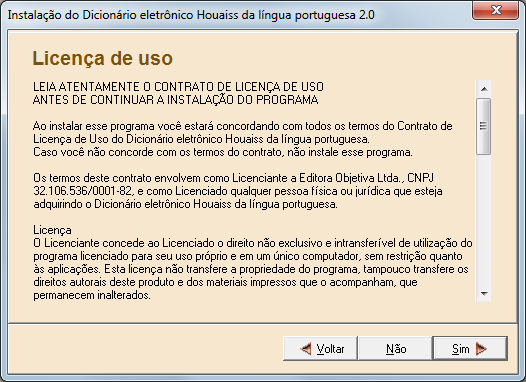 Instalação do Dicionário eletrônico Houaiss da língua portuguesa 2.0
Licença de uso
LEIA ATENTAMENTE O CONTRATO DE LICENÇA DE USO
ANTES DE CONTINUAR A INSTALAÇÃO DO PROGRAMA
Ao instalar esse programa você estará concordando com todos os termos do Contrato de
Licença de Uso do Dicionário eletrônico Houaiss da língua portuguesa.
Caso você não concorde com os termos do contrato, não instale esse programa.
Os termos deste contrato envolvem como Licenciante a Editora Objetiva Ltda., CNPJ
32.106.536/0001-82, e como Licenciado qualquer pessoa física ou jurídica que esteja
adquirindo o Dicionário eletrônico Houaiss da língua portuguesa.
Licença
O Licenciante concede ao Licenciado o direito não exclusivo e intransferível de utilização do
programa licenciado para seu uso próprio e em um único computador, sem restrição quanto
às aplicações. Esta licença não transfere a propriedade do programa, tampouco transfere os
direitos autorais deste produto e dos materiais impressos que o acompanham, que
permanecem inalterados.
Voltar Não Sim